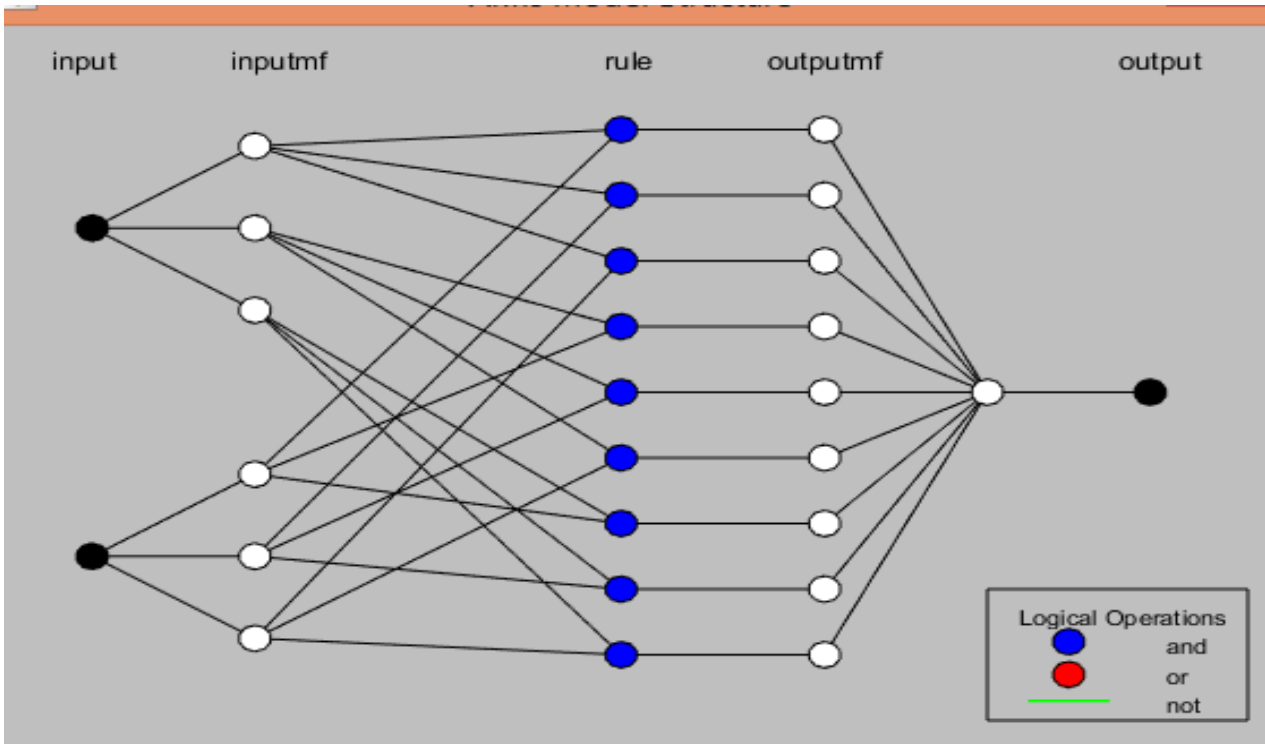 input inputmf rule outputmf output
Logical Operations
and
or
not